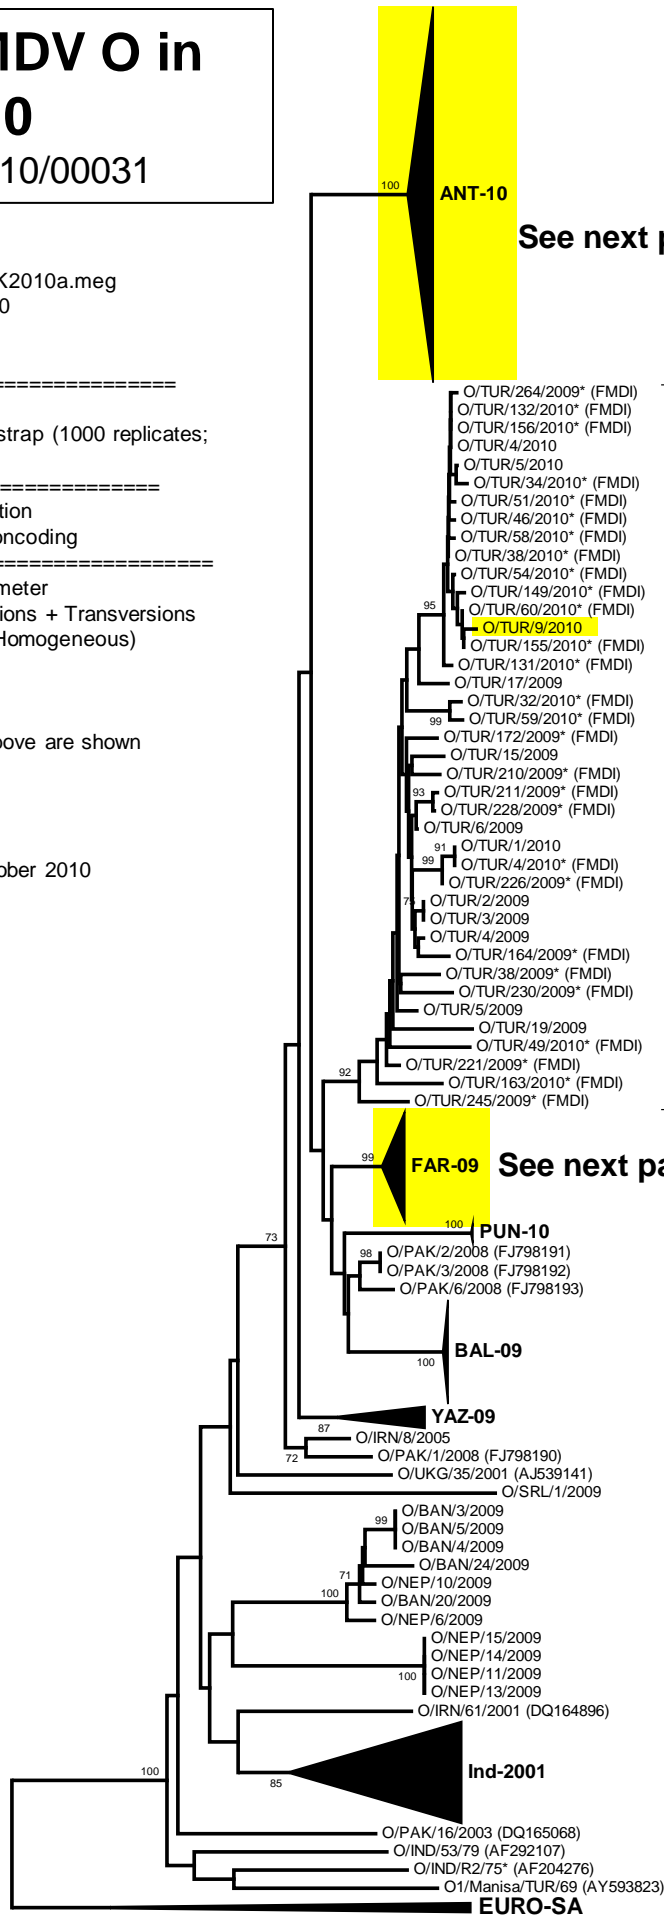 MDV O in
0
10/00031
K2010a.meg
0
===============
strap (1000 replicates;
=============
tion
oncoding
===================
meter
ions + Transversions
Homogeneous)
bove are shown
ober 2010
100
ANT-10
See next p
O/TUR/264/2009* (FMDI)
O/TUR/132/2010* (FMDI)
O/TUR/156/2010* (FMDI)
O/TUR/4/2010
O/TUR/5/2010
O/TUR/34/2010* (FMDI)
O/TUR/51/2010* (FMDI)
O/TUR/46/2010* (FMDI)
O/TUR/58/2010* (FMDI)
O/TUR/38/2010* (FMDI)
O/TUR/54/2010* (FMDI)
O/TUR/149/2010* (FMDI)
95
O/TUR/60/2010* (FMDI)
O/TUR/9/2010
O/TUR/155/2010* (FMDI)
O/TUR/131/2010* (FMDI)
O/TUR/17/2009
O/TUR/32/2010* (FMDI)
99
O/TUR/59/2010* (FMDI)
O/TUR/172/2009* (FMDI)
O/TUR/15/2009
O/TUR/210/2009* (FMDI)
93
O/TUR/211/2009* (FMDI)
O/TUR/228/2009* (FMDI)
O/TUR/6/2009
91
O/TUR/1/2010
99
O/TUR/4/2010* (FMDI)
O/TUR/226/2009* (FMDI)
75
O/TUR/2/2009
O/TUR/3/2009
O/TUR/4/2009
O/TUR/164/2009* (FMDI)
O/TUR/38/2009* (FMDI)
O/TUR/230/2009* (FMDI)
O/TUR/5/2009
O/TUR/19/2009
O/TUR/49/2010* (FMDI)
O/TUR/221/2009* (FMDI)
92
O/TUR/163/2010* (FMDI)
O/TUR/245/2009* (FMDI)
99
FAR-09
See next pa
100
PUN-10
73
98
O/PAK/2/2008 (FJ798191)
O/PAK/3/2008 (FJ798192)
O/PAK/6/2008 (FJ798193)
100
BAL-09
YAZ-09
87
O/IRN/8/2005
72
O/PAK/1/2008 (FJ798190)
O/UKG/35/2001 (AJ539141)
O/SRL/1/2009
O/BAN/3/2009
99
O/BAN/5/2009
O/BAN/4/2009
O/BAN/24/2009
71
O/NEP/10/2009
100
O/BAN/20/2009
O/NEP/6/2009
O/NEP/15/2009
O/NEP/14/2009
100
O/NEP/11/2009
O/NEP/13/2009
O/IRN/61/2001 (DQ164896)
100
85
Ind-2001
O/PAK/16/2003 (DQ165068)
O/IND/53/79 (AF292107)
O/IND/R2/75* (AF204276)
O1/Manisa/TUR/69 (AY593823)
EURO-SA